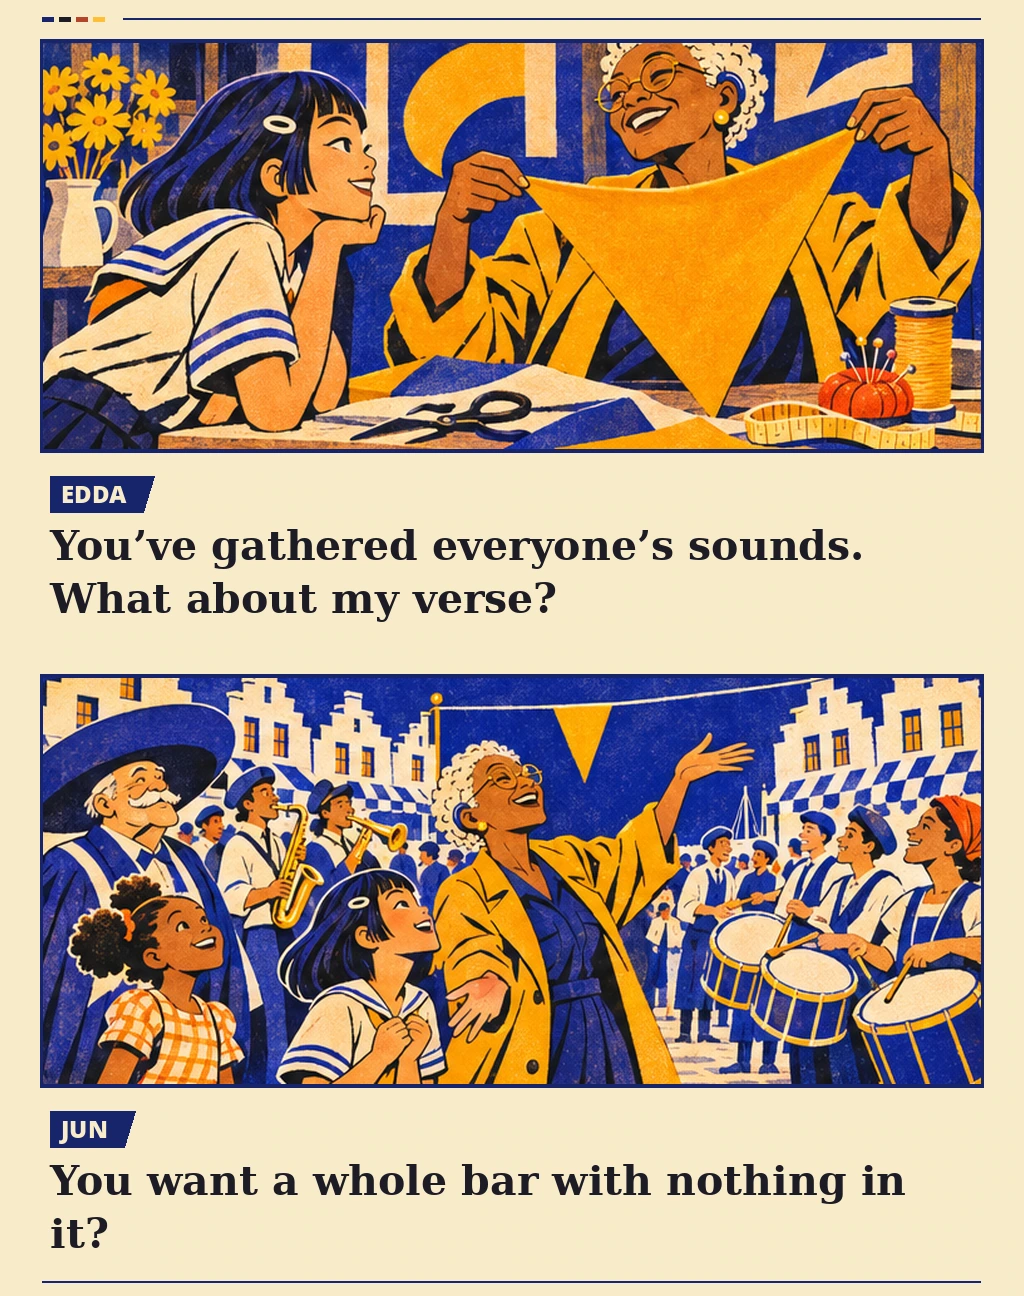 EDDA
You’ve gathered everyone’s sounds.
What about my verse?
JUN
You want a whole bar with nothing in
it?